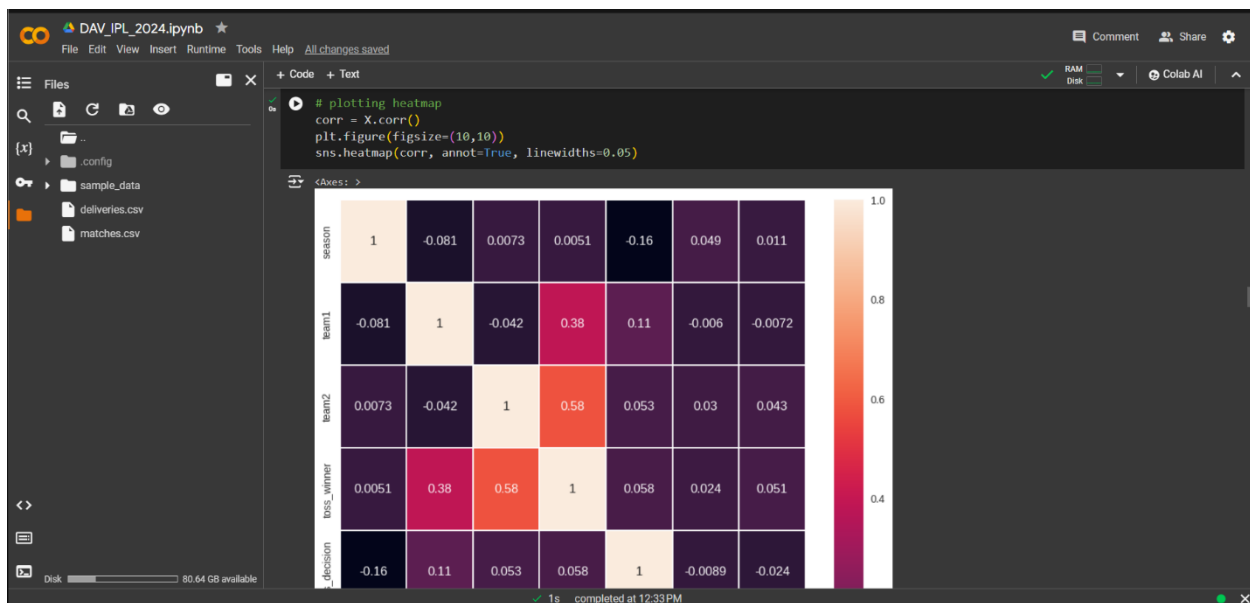 DAV_IPL_2024.ipynb
File Edit View Insert Runtime Tools Help All changes saved
Comment Share
Files
+ Code + Text
RAM
Disk
Colab AI
{x}
..
.config
sample_data
deliveries.csv
matches.csv
0s
# plotting heatmap
corr = X.corr()
plt.figure(figsize=(10,10))
sns.heatmap(corr, annot=True, linewidths=0.05)
<Axes: >
season 1 -0.081 0.0073 0.0051 -0.16 0.049 0.011
team1 -0.081 1 -0.042 0.38 0.11 -0.006 -0.0072
team2 0.0073 -0.042 1 0.58 0.053 0.03 0.043
toss_winner 0.0051 0.38 0.58 1 0.058 0.024 0.051
s_decision -0.16 0.11 0.053 0.058 1 -0.0089 -0.024
1.0
0.8
0.6
0.4
Disk 80.64 GB available
1s completed at 12:33 PM